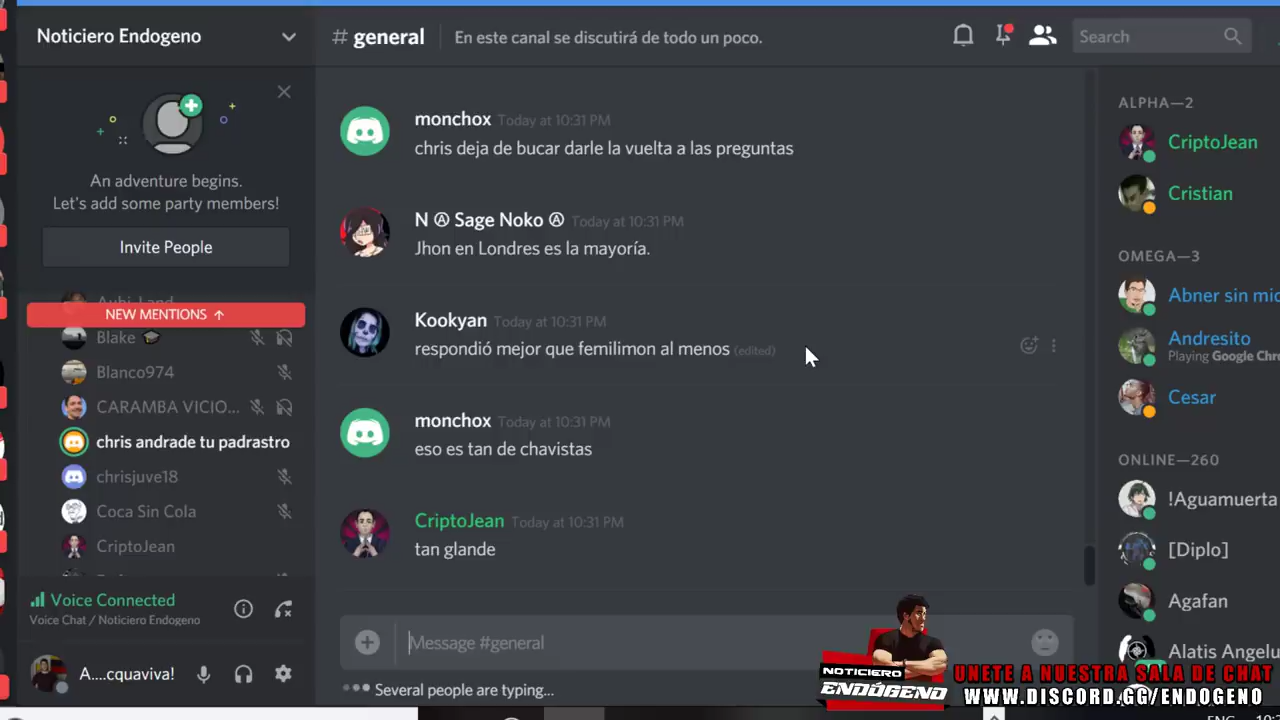 Noticiero Endogeno
# general
En este canal se discutirá de todo un poco.
Search
An adventure begins.
Let's add some party members!
Invite People
NEW MENTIONS ↑
Blake 🎓
Blanco974
CARAMBA VICIO...
chris andrade tu padrastro
chrisjuve18
Coca Sin Cola
CriptoJean
Voice Connected
Voice Chat / Noticiero Endogeno
A....cquaviva!
monchox Today at 10:31 PM
chris deja de bucar darle la vuelta a las preguntas
N Ⓐ Sage Noko Ⓐ Today at 10:31 PM
Jhon en Londres es la mayoría.
Kookyan Today at 10:31 PM
respondió mejor que femilimon al menos (edited)
monchox Today at 10:31 PM
eso es tan de chavistas
CriptoJean Today at 10:31 PM
tan glande
Message #general
Several people are typing...
ALPHA—2
CriptoJean
Cristian
OMEGA—3
Abner sin mic
Andresito
Playing Google Chr
Cesar
ONLINE—260
!Aguamuerta
[Diplo]
Agafan
Alatis Angelu
NOTICIERO
ENDÓGENO
UNETE A NUESTRA SALA DE CHAT
WWW.DISCORD.GG/ENDOGENO